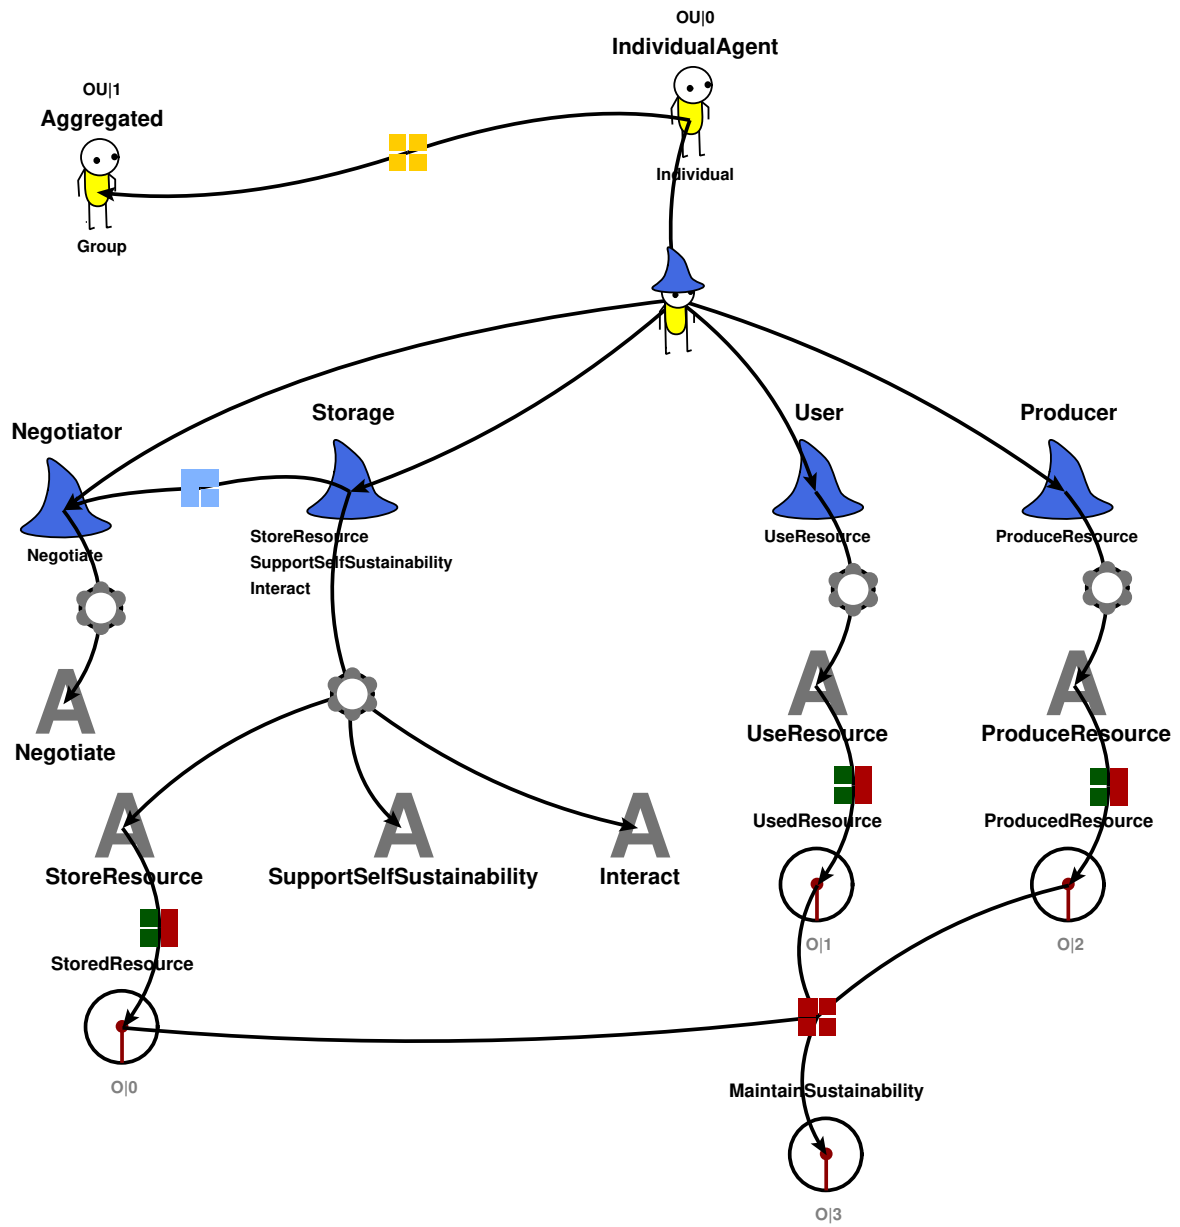 OU|0
IndividualAgent
OU|1
Aggregated
Individual
Group
Storage
User
Producer
Negotiator
StoreResource
UseResource
ProduceResource
Negotiate
SupportSelfSustainability
Interact
A
A
A
UseResource
ProduceResource
Negotiate
A
A
A
UsedResource
ProducedResource
StoreResource
SupportSelfSustainability
Interact
O|1
O|2
StoredResource
O|0
MaintainSustainability
O|3